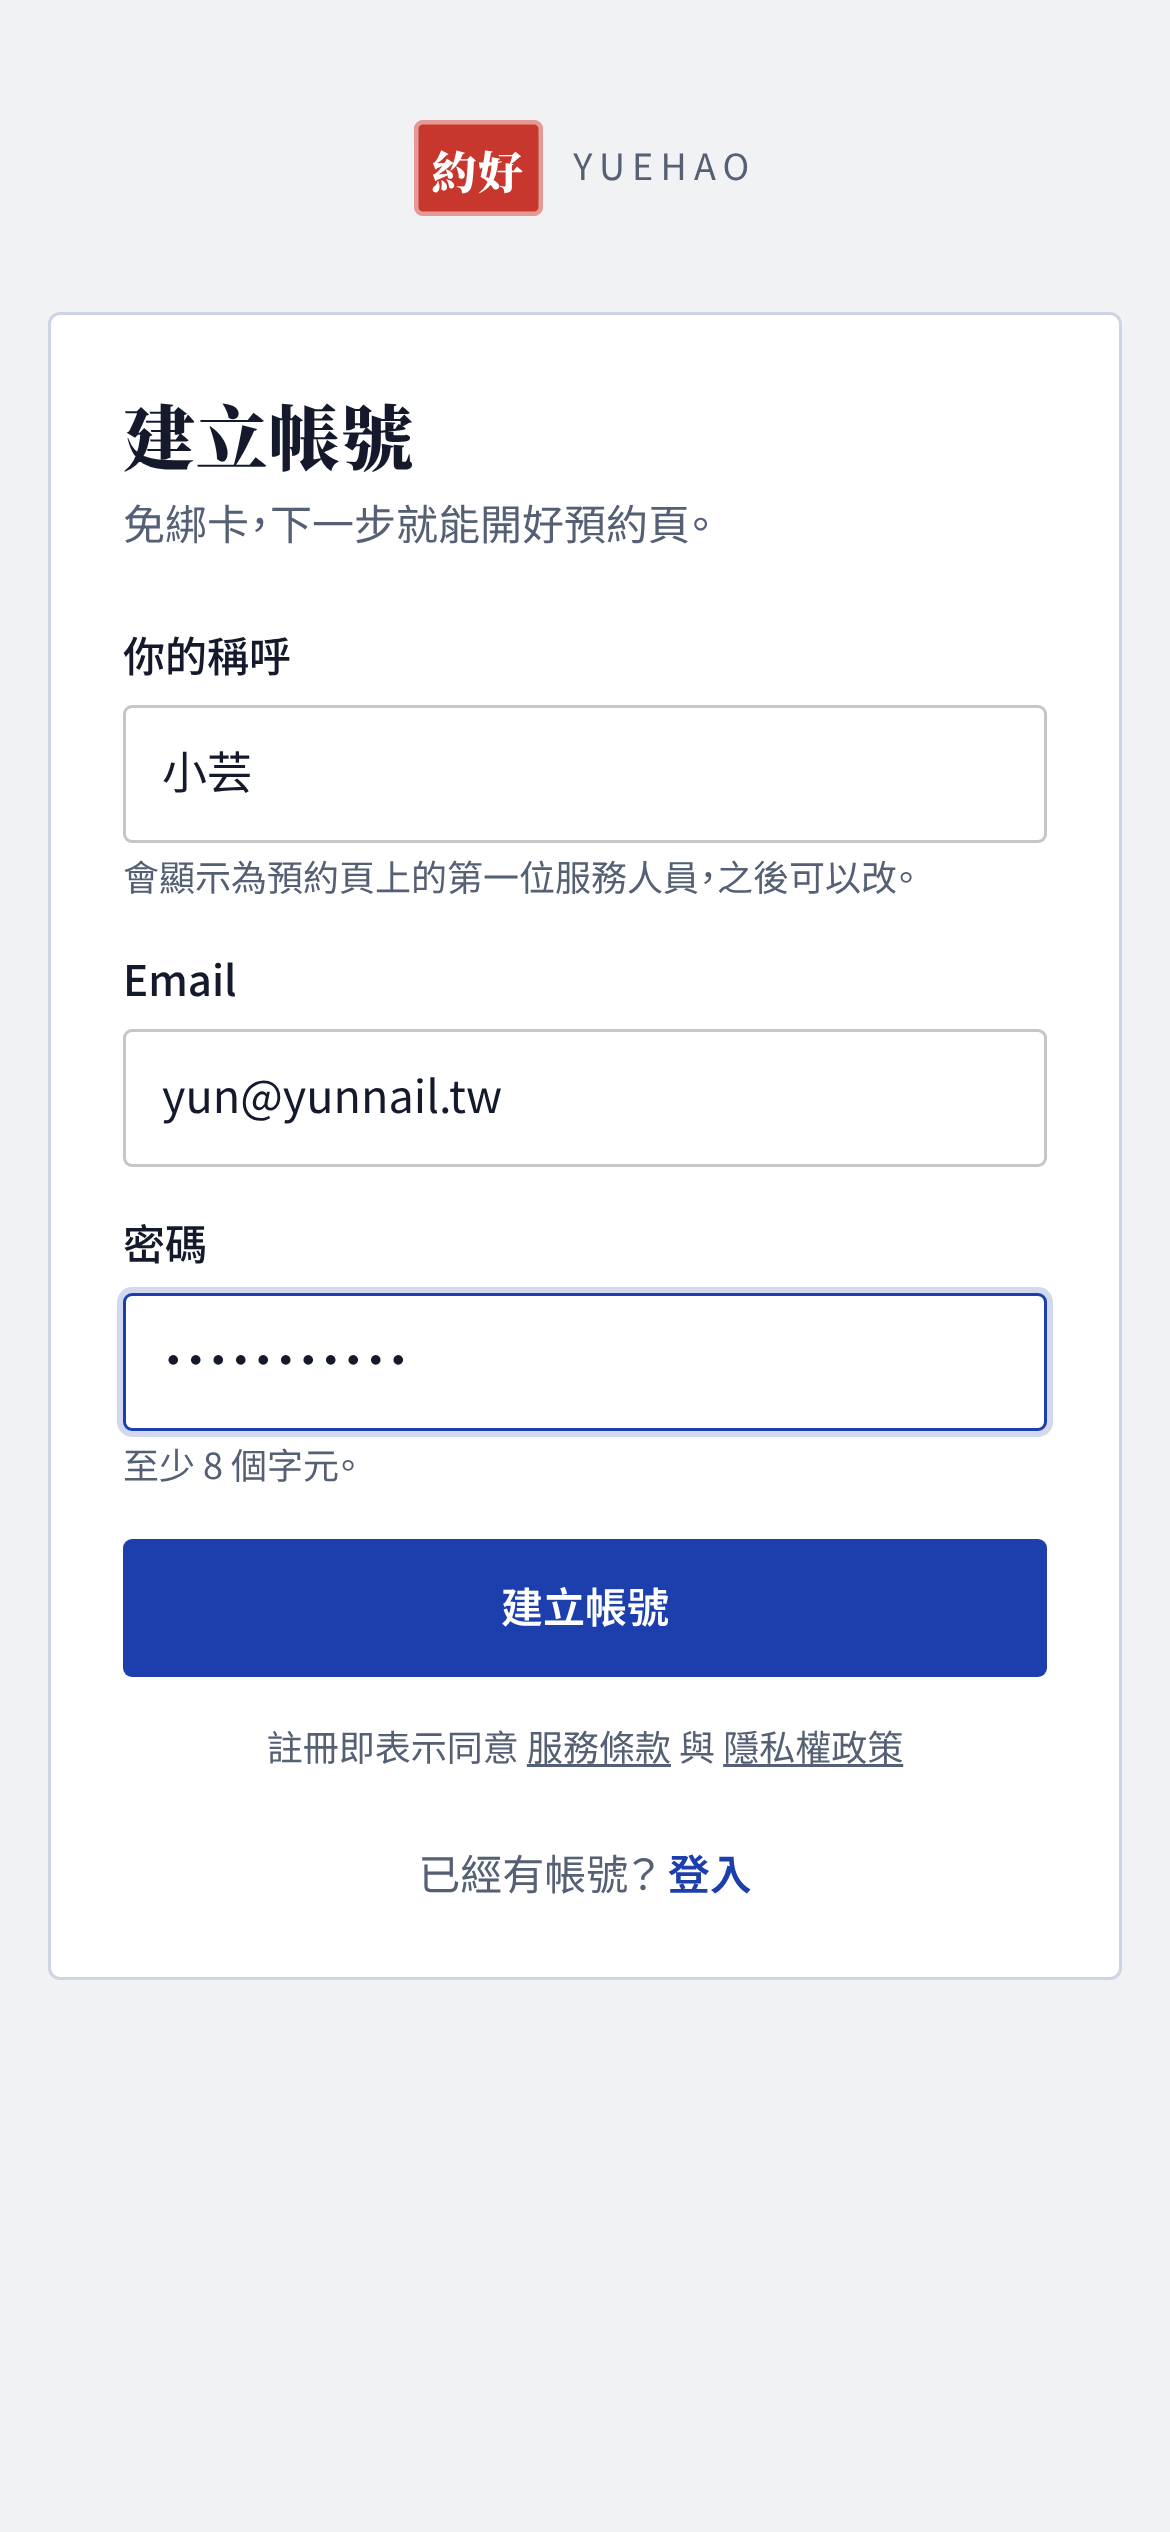 約好 YUEHAO
建立帳號
免綁卡，下一步就能開好預約頁。
你的稱呼
小芸
會顯示為預約頁上的第一位服務人員，之後可以改。
Email
yun@yunnail.tw
密碼
•••••••••••
至少 8 個字元。
建立帳號
註冊即表示同意 服務條款 與 隱私權政策
已經有帳號？登入